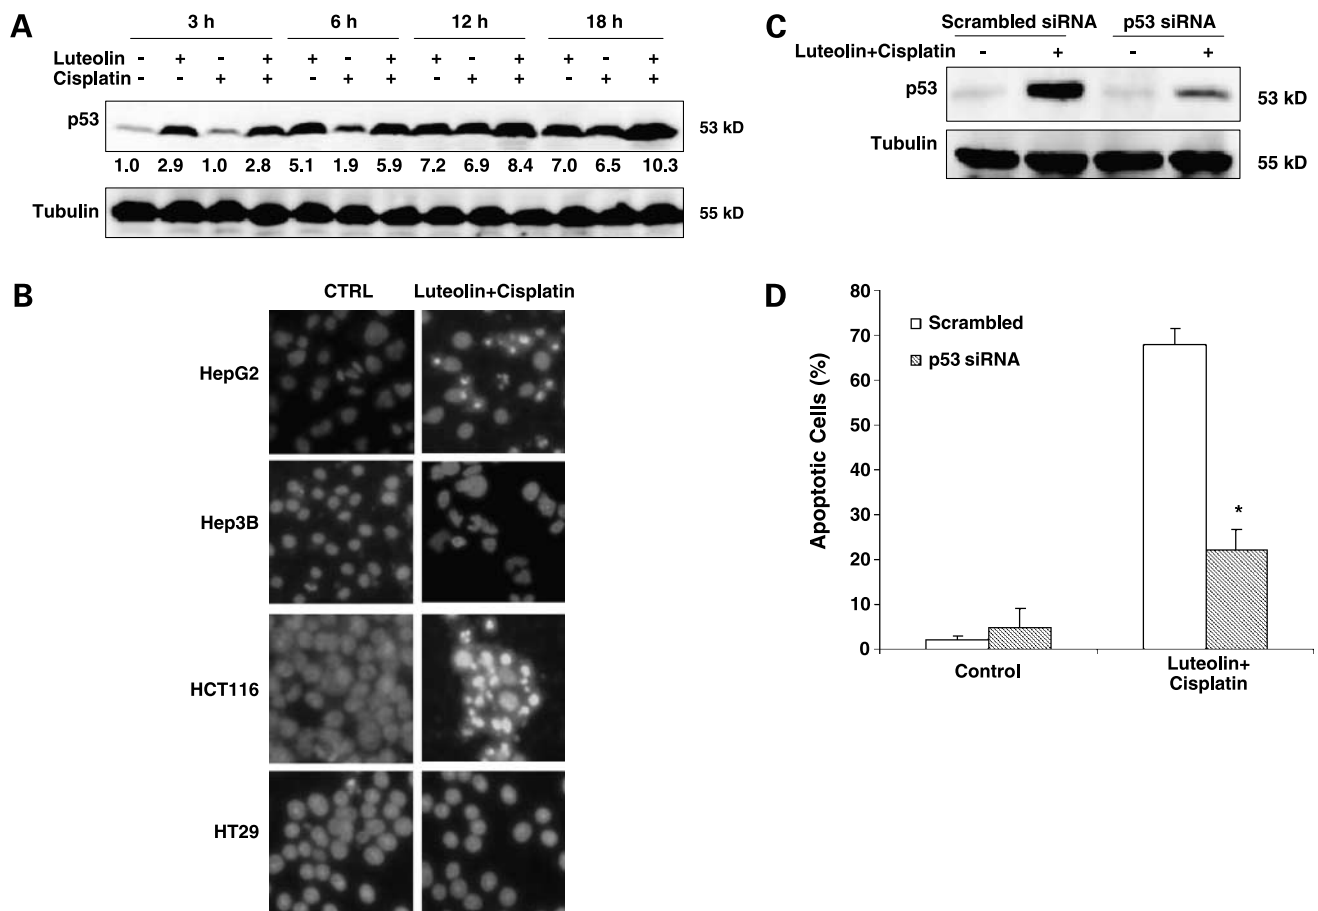 A
3 h 6 h 12 h 18 h
Luteolin - + - + + - + + - + + - +
Cisplatin - - + + - + + - + + - + +
p53 53 kD
1.0 2.9 1.0 2.8 5.1 1.9 5.9 7.2 6.9 8.4 7.0 6.5 10.3
Tubulin 55 kD
B
CTRL Luteolin+Cisplatin
HepG2
Hep3B
HCT116
HT29
C
Scrambled siRNA p53 siRNA
Luteolin+Cisplatin - + - +
p53 53 kD
Tubulin 55 kD
D
Apoptotic Cells (%)
80
70
60
50
40
30
20
10
0
Scrambled
p53 siRNA
*
Control
Luteolin+
Cisplatin